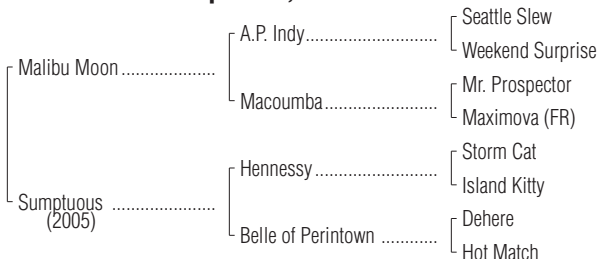 Seattle Slew
A.P. Indy
Weekend Surprise
Malibu Moon
Mr. Prospector
Macoumba
Maximova (FR)
Storm Cat
Hennessy
Island Kitty
Sumptuous
(2005)
Dehere
Belle of Perintown
Hot Match